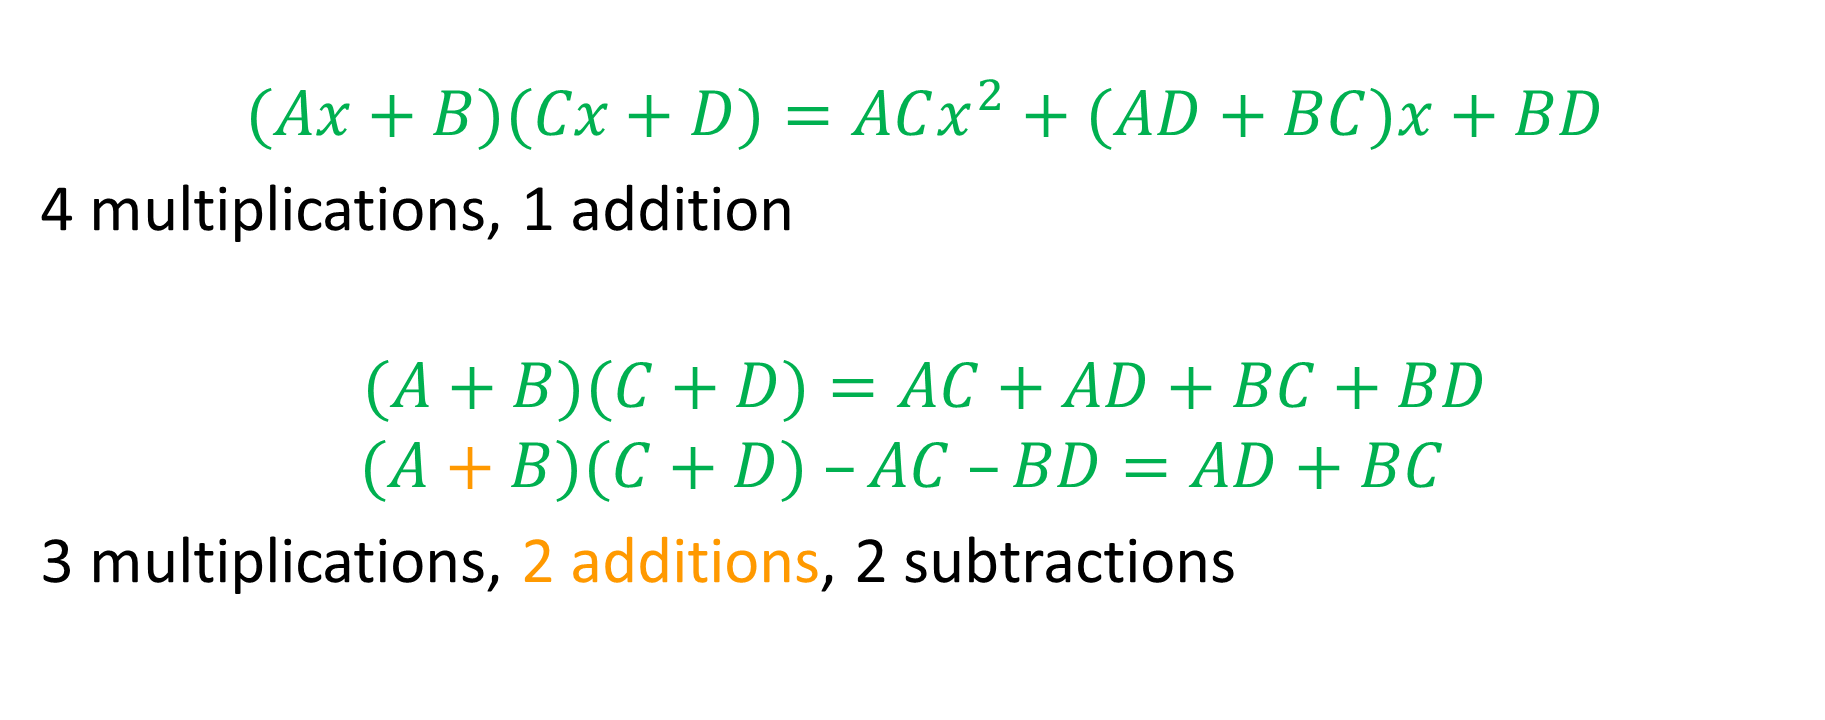 (Ax + B)(Cx + D) = ACx² + (AD + BC)x + BD
4 multiplications, 1 addition
(A + B)(C + D) = AC + AD + BC + BD
(A + B)(C + D) – AC – BD = AD + BC
3 multiplications, 2 additions, 2 subtractions